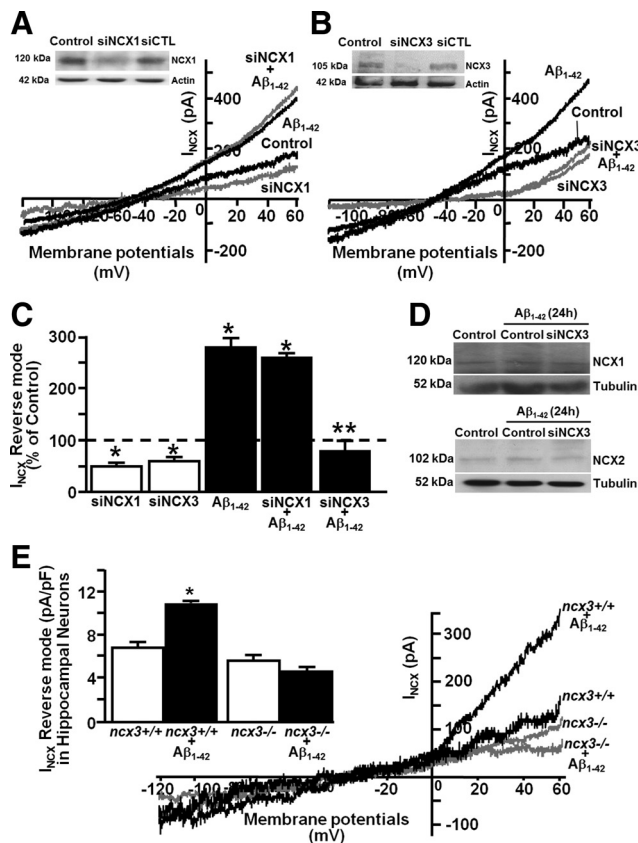 A
Control siNCX1 siCTL
120 kDa
NCX1
42 kDa
Actin
siNCX1
+
Aβ1-42
400
Aβ1-42
INCX (pA)
200
Control
siNCX1
-80
-60
-40
-20
0
20
40
60
-200
Membrane potentials
(mV)
B
Control siNCX3 siCTL
105 kDa
NCX3
42 kDa
Actin
Aβ1-42
400
INCX (pA)
Control
200
siNCX3
+
Aβ1-42
siNCX3
-120
-100
-80
-60
-40
-20
0
20
40
60
-200
Membrane potentials
(mV)
C
INCX Reverse mode
(% of Control)
300
200
100
0
*
*
*
*
**
siNCX1
siNCX3
Aβ1-42
siNCX1
+
Aβ1-42
siNCX3
+
Aβ1-42
D
Aβ1-42 (24h)
Control
Control siNCX3
120 kDa
NCX1
52 kDa
Tubulin
Aβ1-42 (24h)
Control
Control siNCX3
102 kDa
NCX2
52 kDa
Tubulin
E
INCX Reverse mode (pA/pF)
in Hippocampal Neurons
12
8
4
0
*
ncx3+/+
ncx3+/+
+
Aβ1-42
ncx3-/-
ncx3-/-
+
Aβ1-42
INCX (pA)
300
200
100
0
-100
ncx3+/+
+
Aβ1-42
ncx3+/+
ncx3-/-
ncx3-/-
+
Aβ1-42
-120
-100
-80
-60
-40
-20
20
40
60
Membrane potentials
(mV)